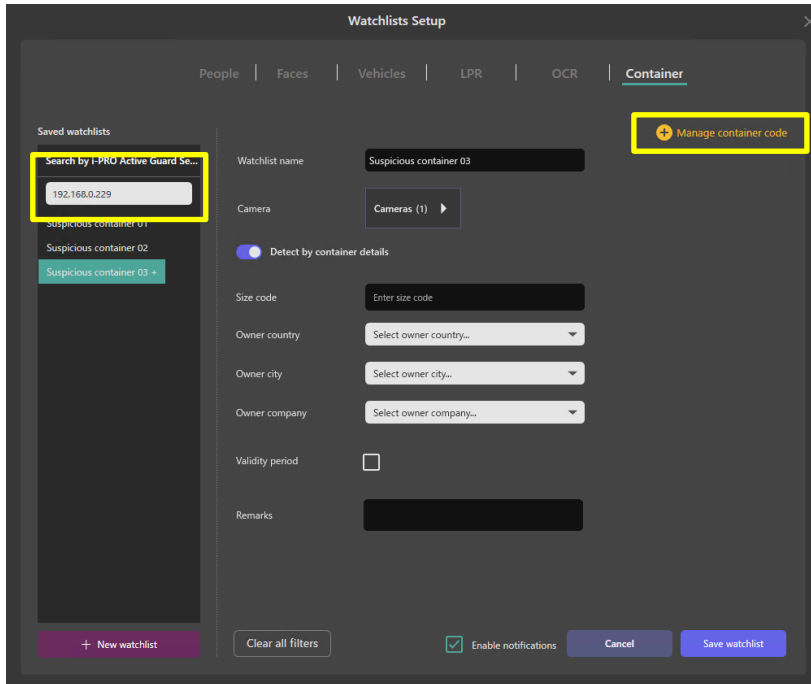 Watchlists Setup
People | Faces | Vehicles | LPR | OCR | Container
Saved watchlists
Manage container code
Search by i-PRO Active Guard Se...
192.168.0.229
Suspicious container 01
Suspicious container 02
Suspicious container 03 +
+ New watchlist
Watchlist name
Suspicious container 03
Camera
Cameras (1)
Detect by container details
Size code
Enter size code
Owner country
Select owner country...
Owner city
Select owner city...
Owner company
Select owner company...
Validity period
Remarks
Clear all filters
Enable notifications
Cancel
Save watchlist